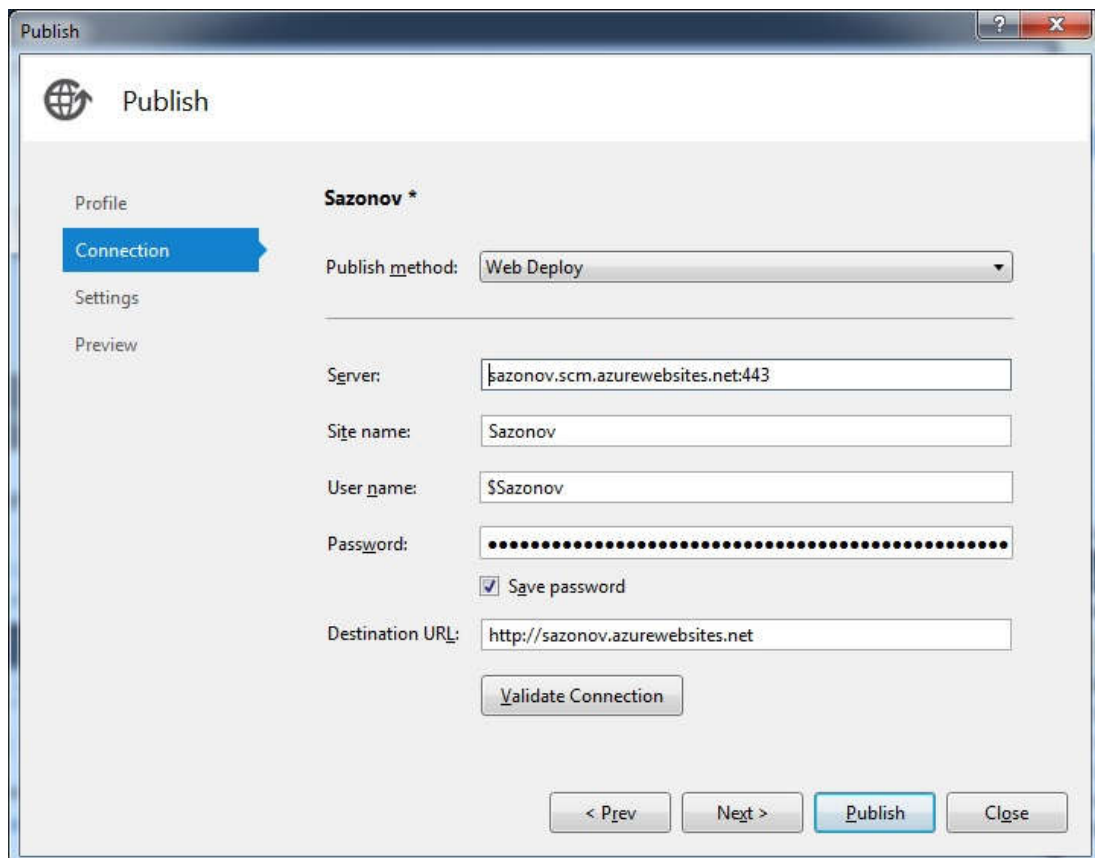 Publish
Publish
Profile
Connection
Settings
Preview
Sazonov *
Publish method: Web Deploy
Server: sazonov.scm.azurewebsites.net:443
Site name: Sazonov
User name: $Sazonov
Password: ••••••••••••••••••••••••••••••••••••••••••••••••••
Save password
Destination URL: http://sazonov.azurewebsites.net
Validate Connection
< Prev Next > Publish Close